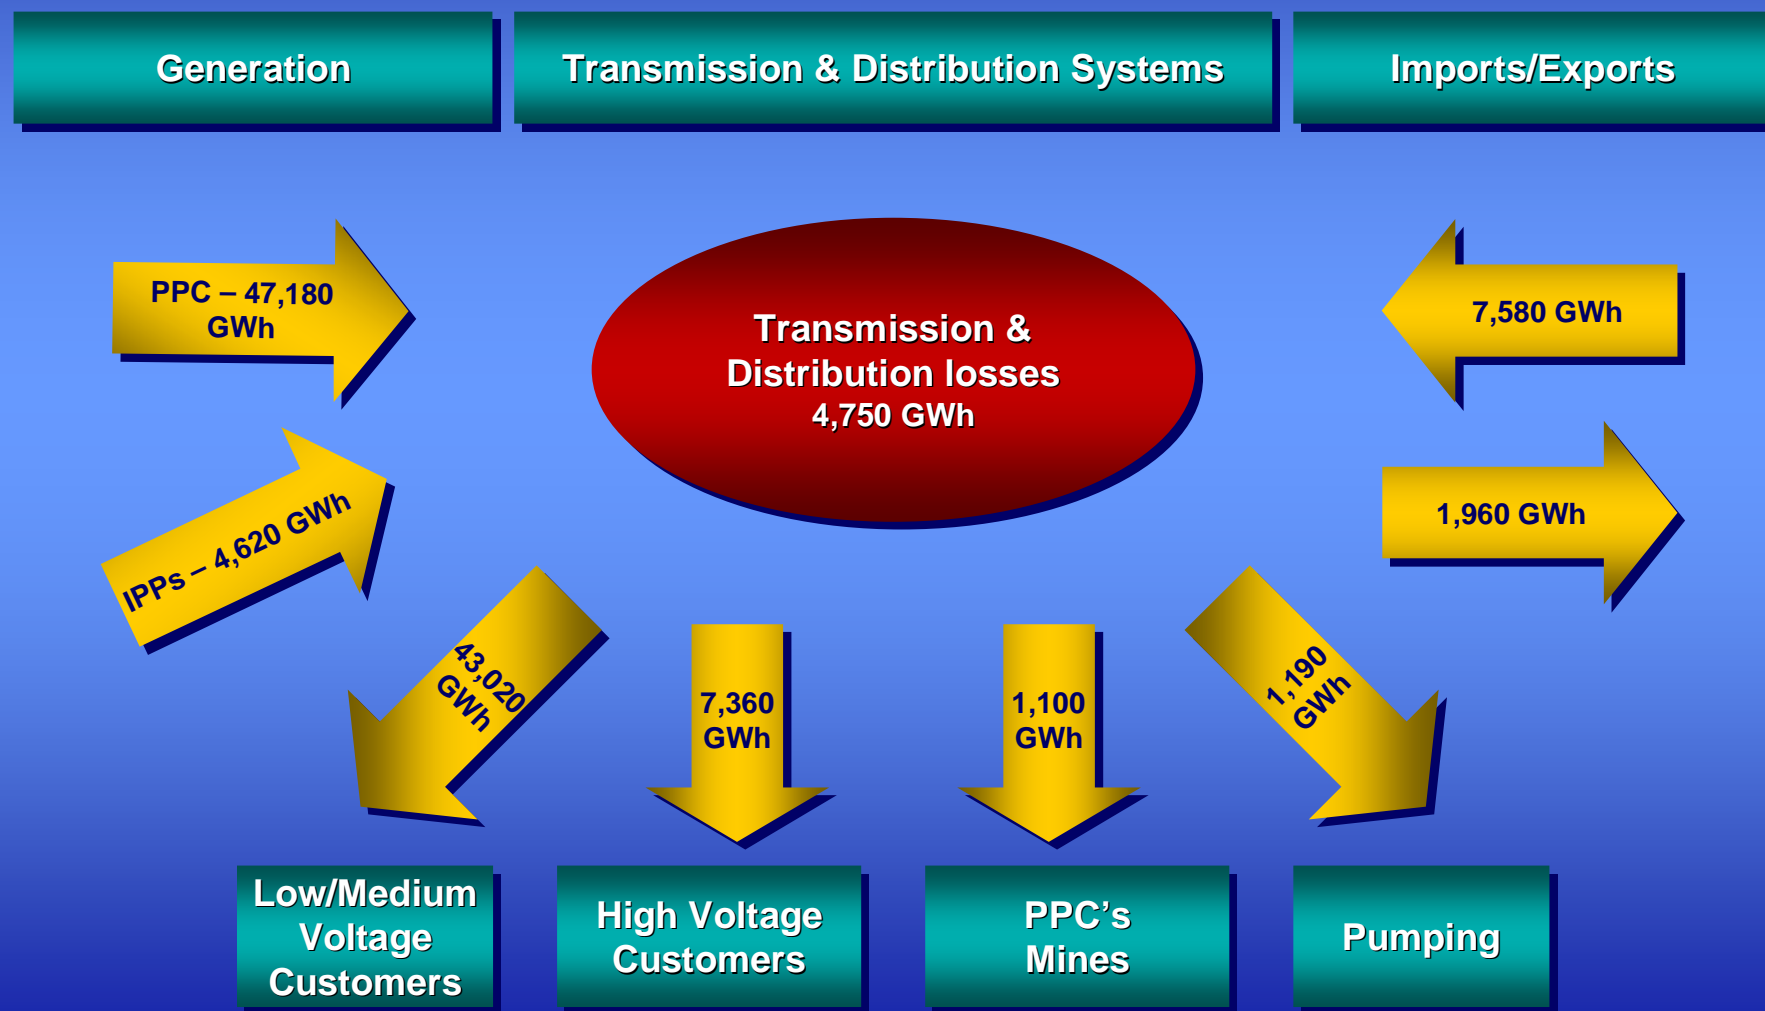 Generation
Transmission & Distribution Systems
Imports/Exports
PPC – 47,180
GWh
Transmission &
Distribution losses
4,750 GWh
7,580 GWh
IPPs – 4,620 GWh
1,960 GWh
43,020
GWh
7,360
GWh
1,100
GWh
1,190
GWh
Low/Medium
Voltage
Customers
High Voltage
Customers
PPC’s
Mines
Pumping